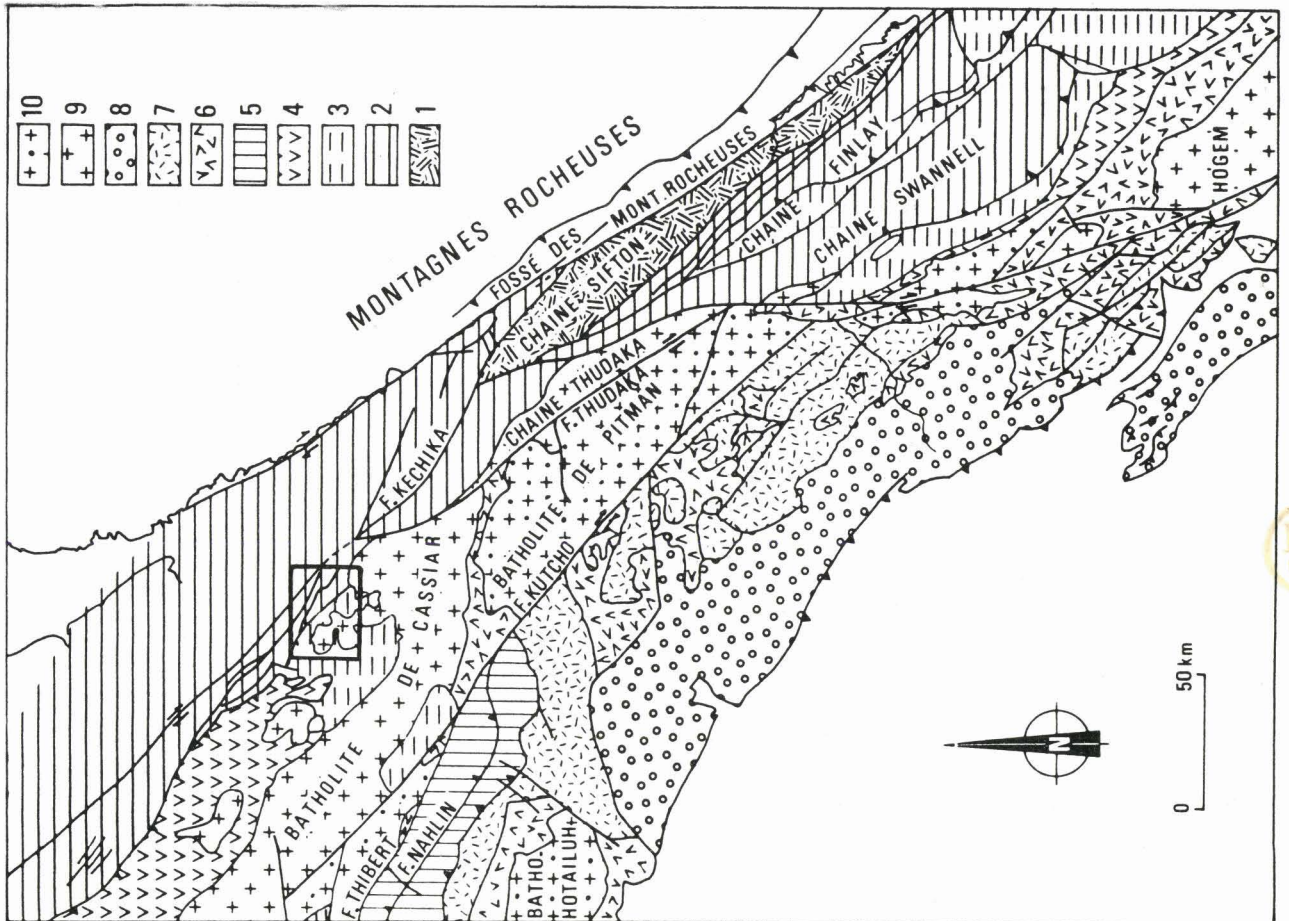 10
9
8
7
6
5
4
3
2
1
MONTAGNES ROCHEUSES
FOSSE DES MONT. ROCHEUSES
CHAINE SIFTON
CHAINE FINLAY
CHAINE SWANNELL
HOGEM
F. KECHIKA
CHAINE THUDAKA
F. THUDAKA
BATHOLITE DE PITMAN
F. KUTCHO
BATHOLITE DE CASSIAR
F. THIBERT
F. NAHLIN
BATHO.
HOTAILUH
N
0 50 km